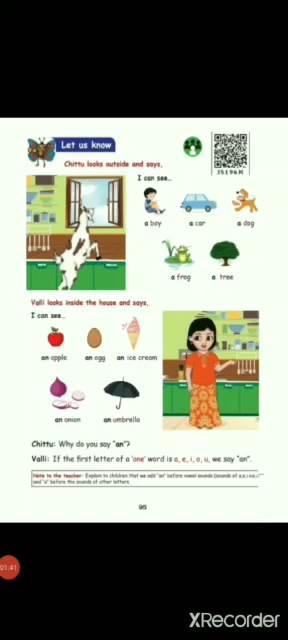 Let us know
JS196H
Chittu looks outside and says,
I can see...
a boy a car a dog
a frog a tree
Valli looks inside the house and says,
I can see...
an apple an egg an ice cream
an onion an umbrella
Chittu: Why do you say "an"?
Valli: If the first letter of a 'one' word is a, e, i, o, u, we say "an".
Note to the teacher: Explain to children that we add "an" before vowel sounds (sounds of
and "a" before the sounds of other letters.
95
01:41
XRecorder